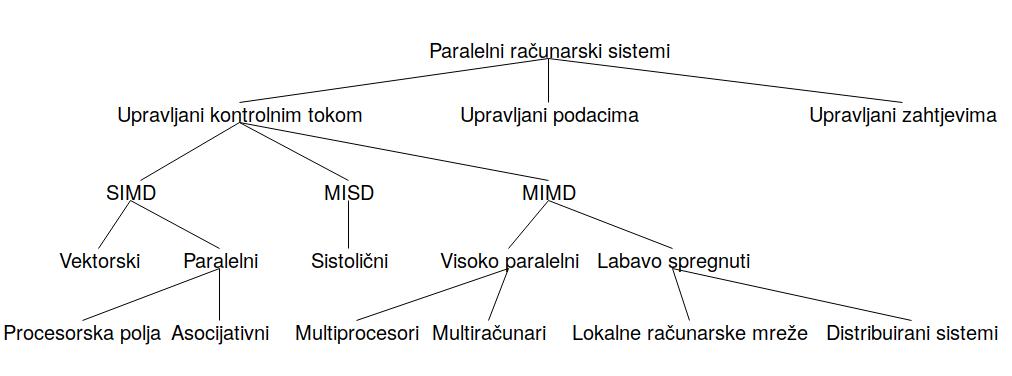 Paralelni računarski sistemi
Upravljani kontrolnim tokom Upravljani podacima Upravljani zahtjevima
SIMD MISD MIMD
Vektorski Paralelni Sistolični Visoko paralelni Labavo spregnuti
Procesorska polja Asocijativni Multiprocesori Multiračunari Lokalne računarske mreže Distribuirani sistemi